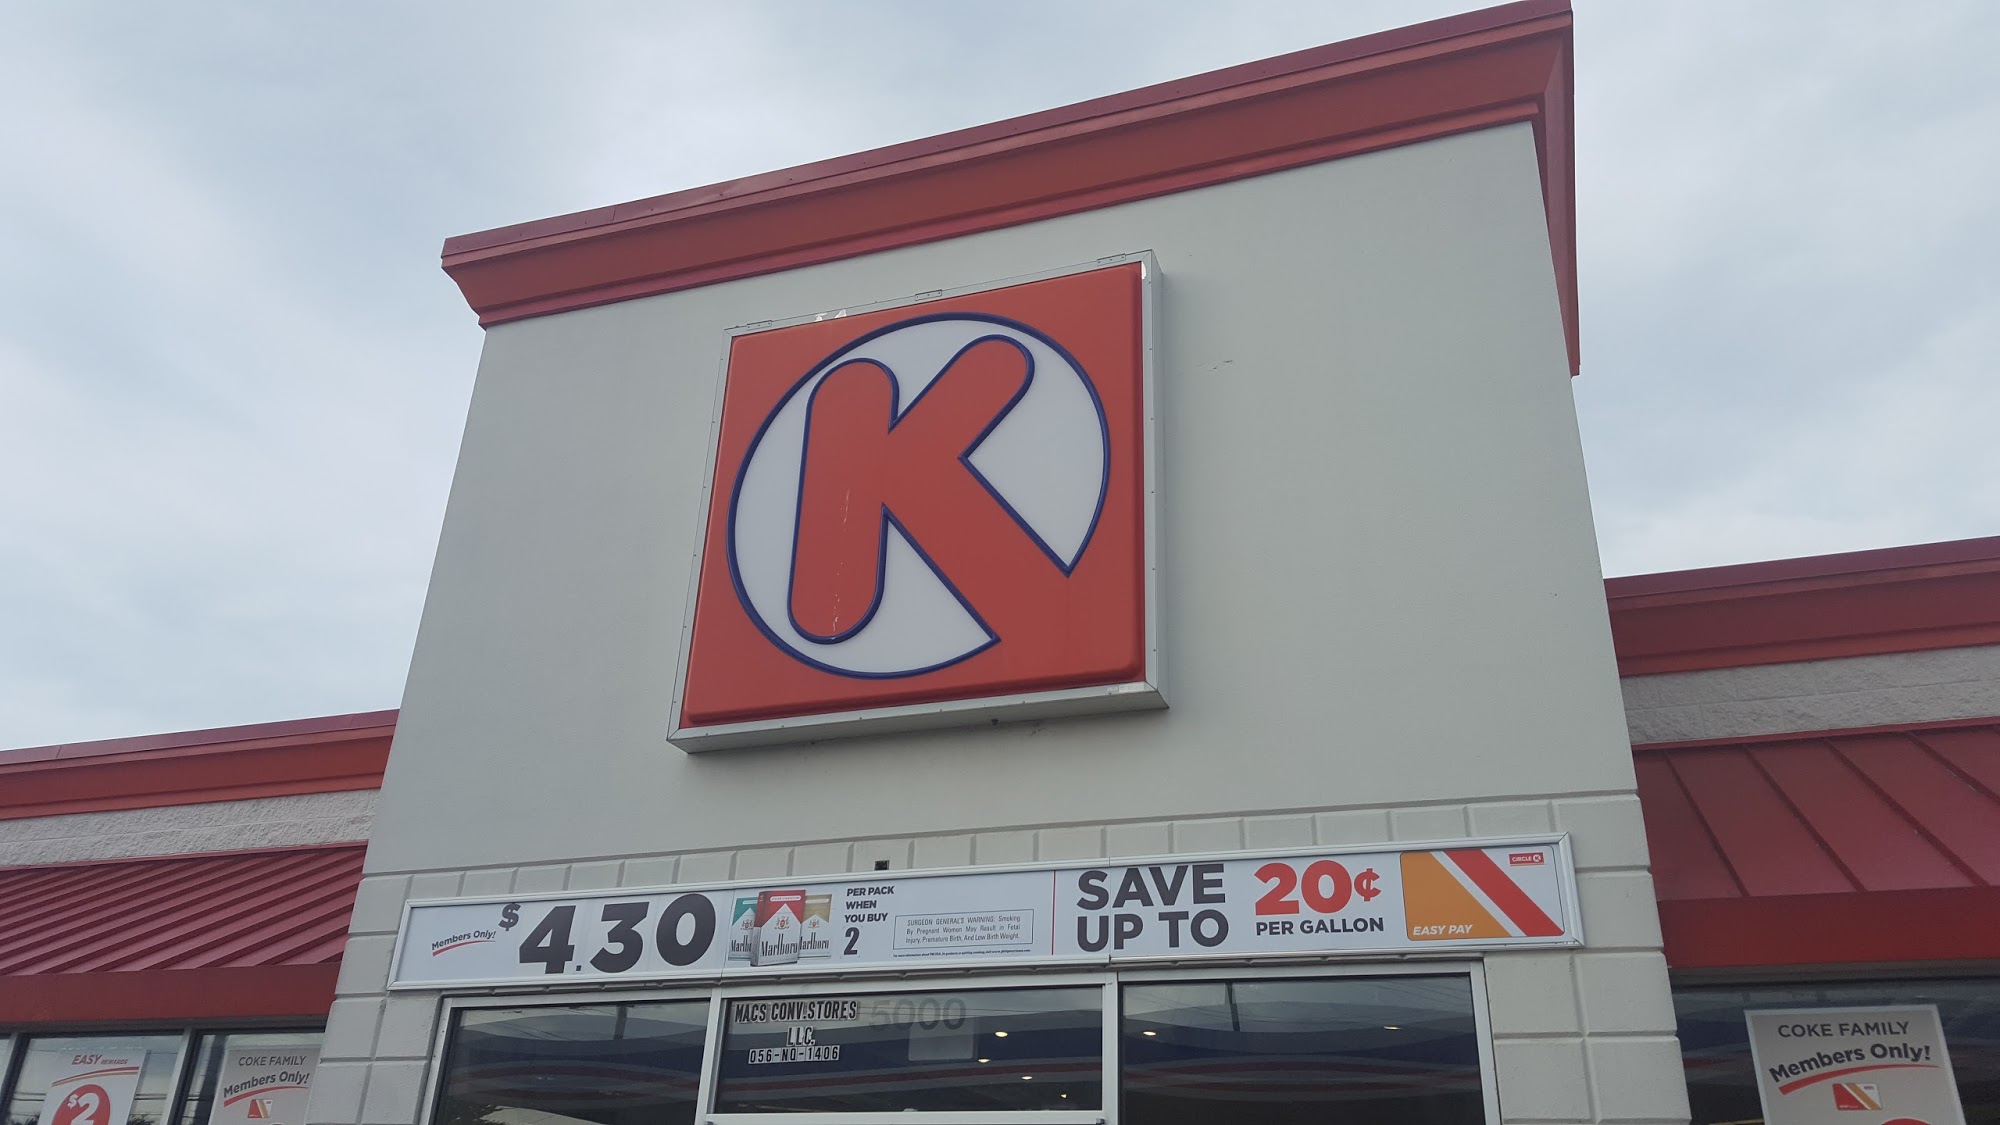 K
Members Only!
$4.30
Marlboro
Marlboro
PER PACK
WHEN
YOU BUY
2
SURGEON GENERAL'S WARNING: Smoking
By Pregnant Women May Result in Fetal
Injury, Premature Birth, And Low Birth Weight.
SAVE
UP TO
20¢
PER GALLON
EASY PAY
CIRCLE K
MACS CONV.STORES
LLC.
056-NQ-1406
5000
EASY REWARDS
$2
COKE FAMILY
Members Only!
COKE FAMILY
Members Only!